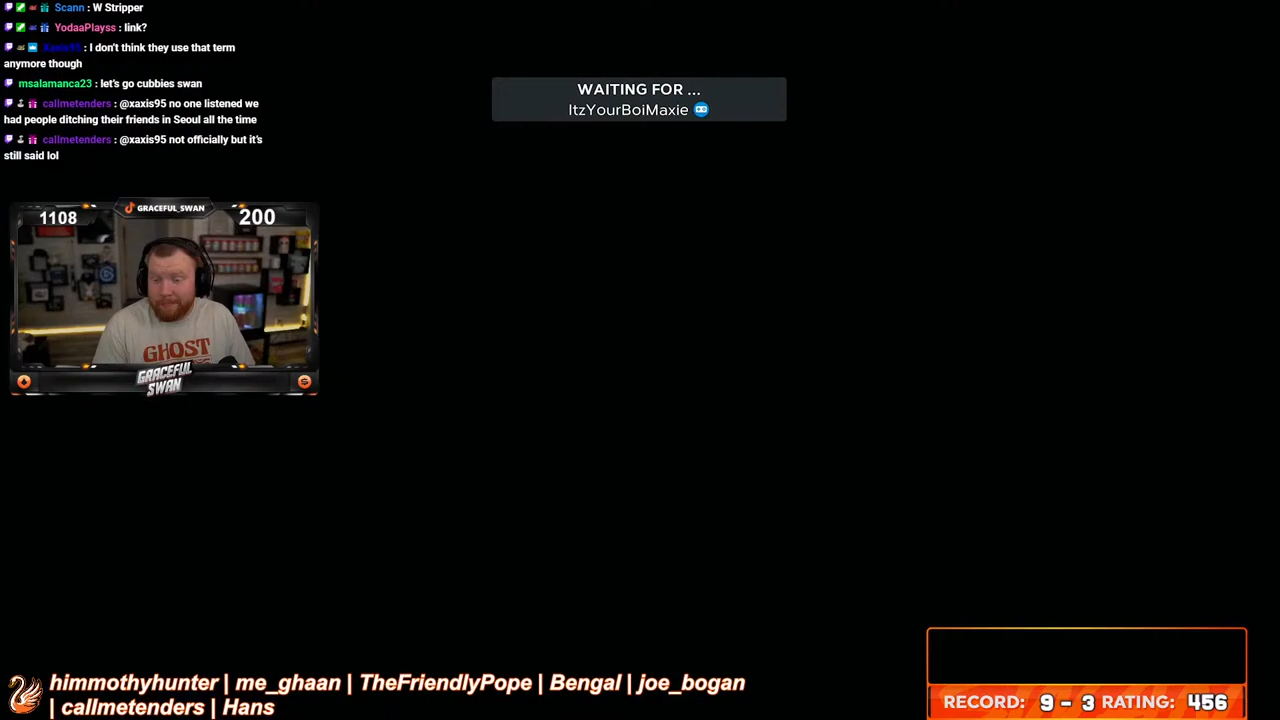 Scann : W Stripper
YodaaPlayss : link?
Xaxis95 : I don't think they use that term
anymore though
msalamanca23 : let's go cubbies swan
callmetenders : @xaxis95 no one listened we
had people ditching their friends in Seoul all the time
callmetenders : @xaxis95 not officially but it's
still said lol
WAITING FOR ...
ItzYourBoiMaxie
1108
GRACEFUL_SWAN
200
GHOST
GRACEFUL
SWAN
himmothyhunter | me_ghaan | TheFriendlyPope | Bengal | joe_bogan
| callmetenders | Hans
RECORD: 9 - 3 RATING: 456